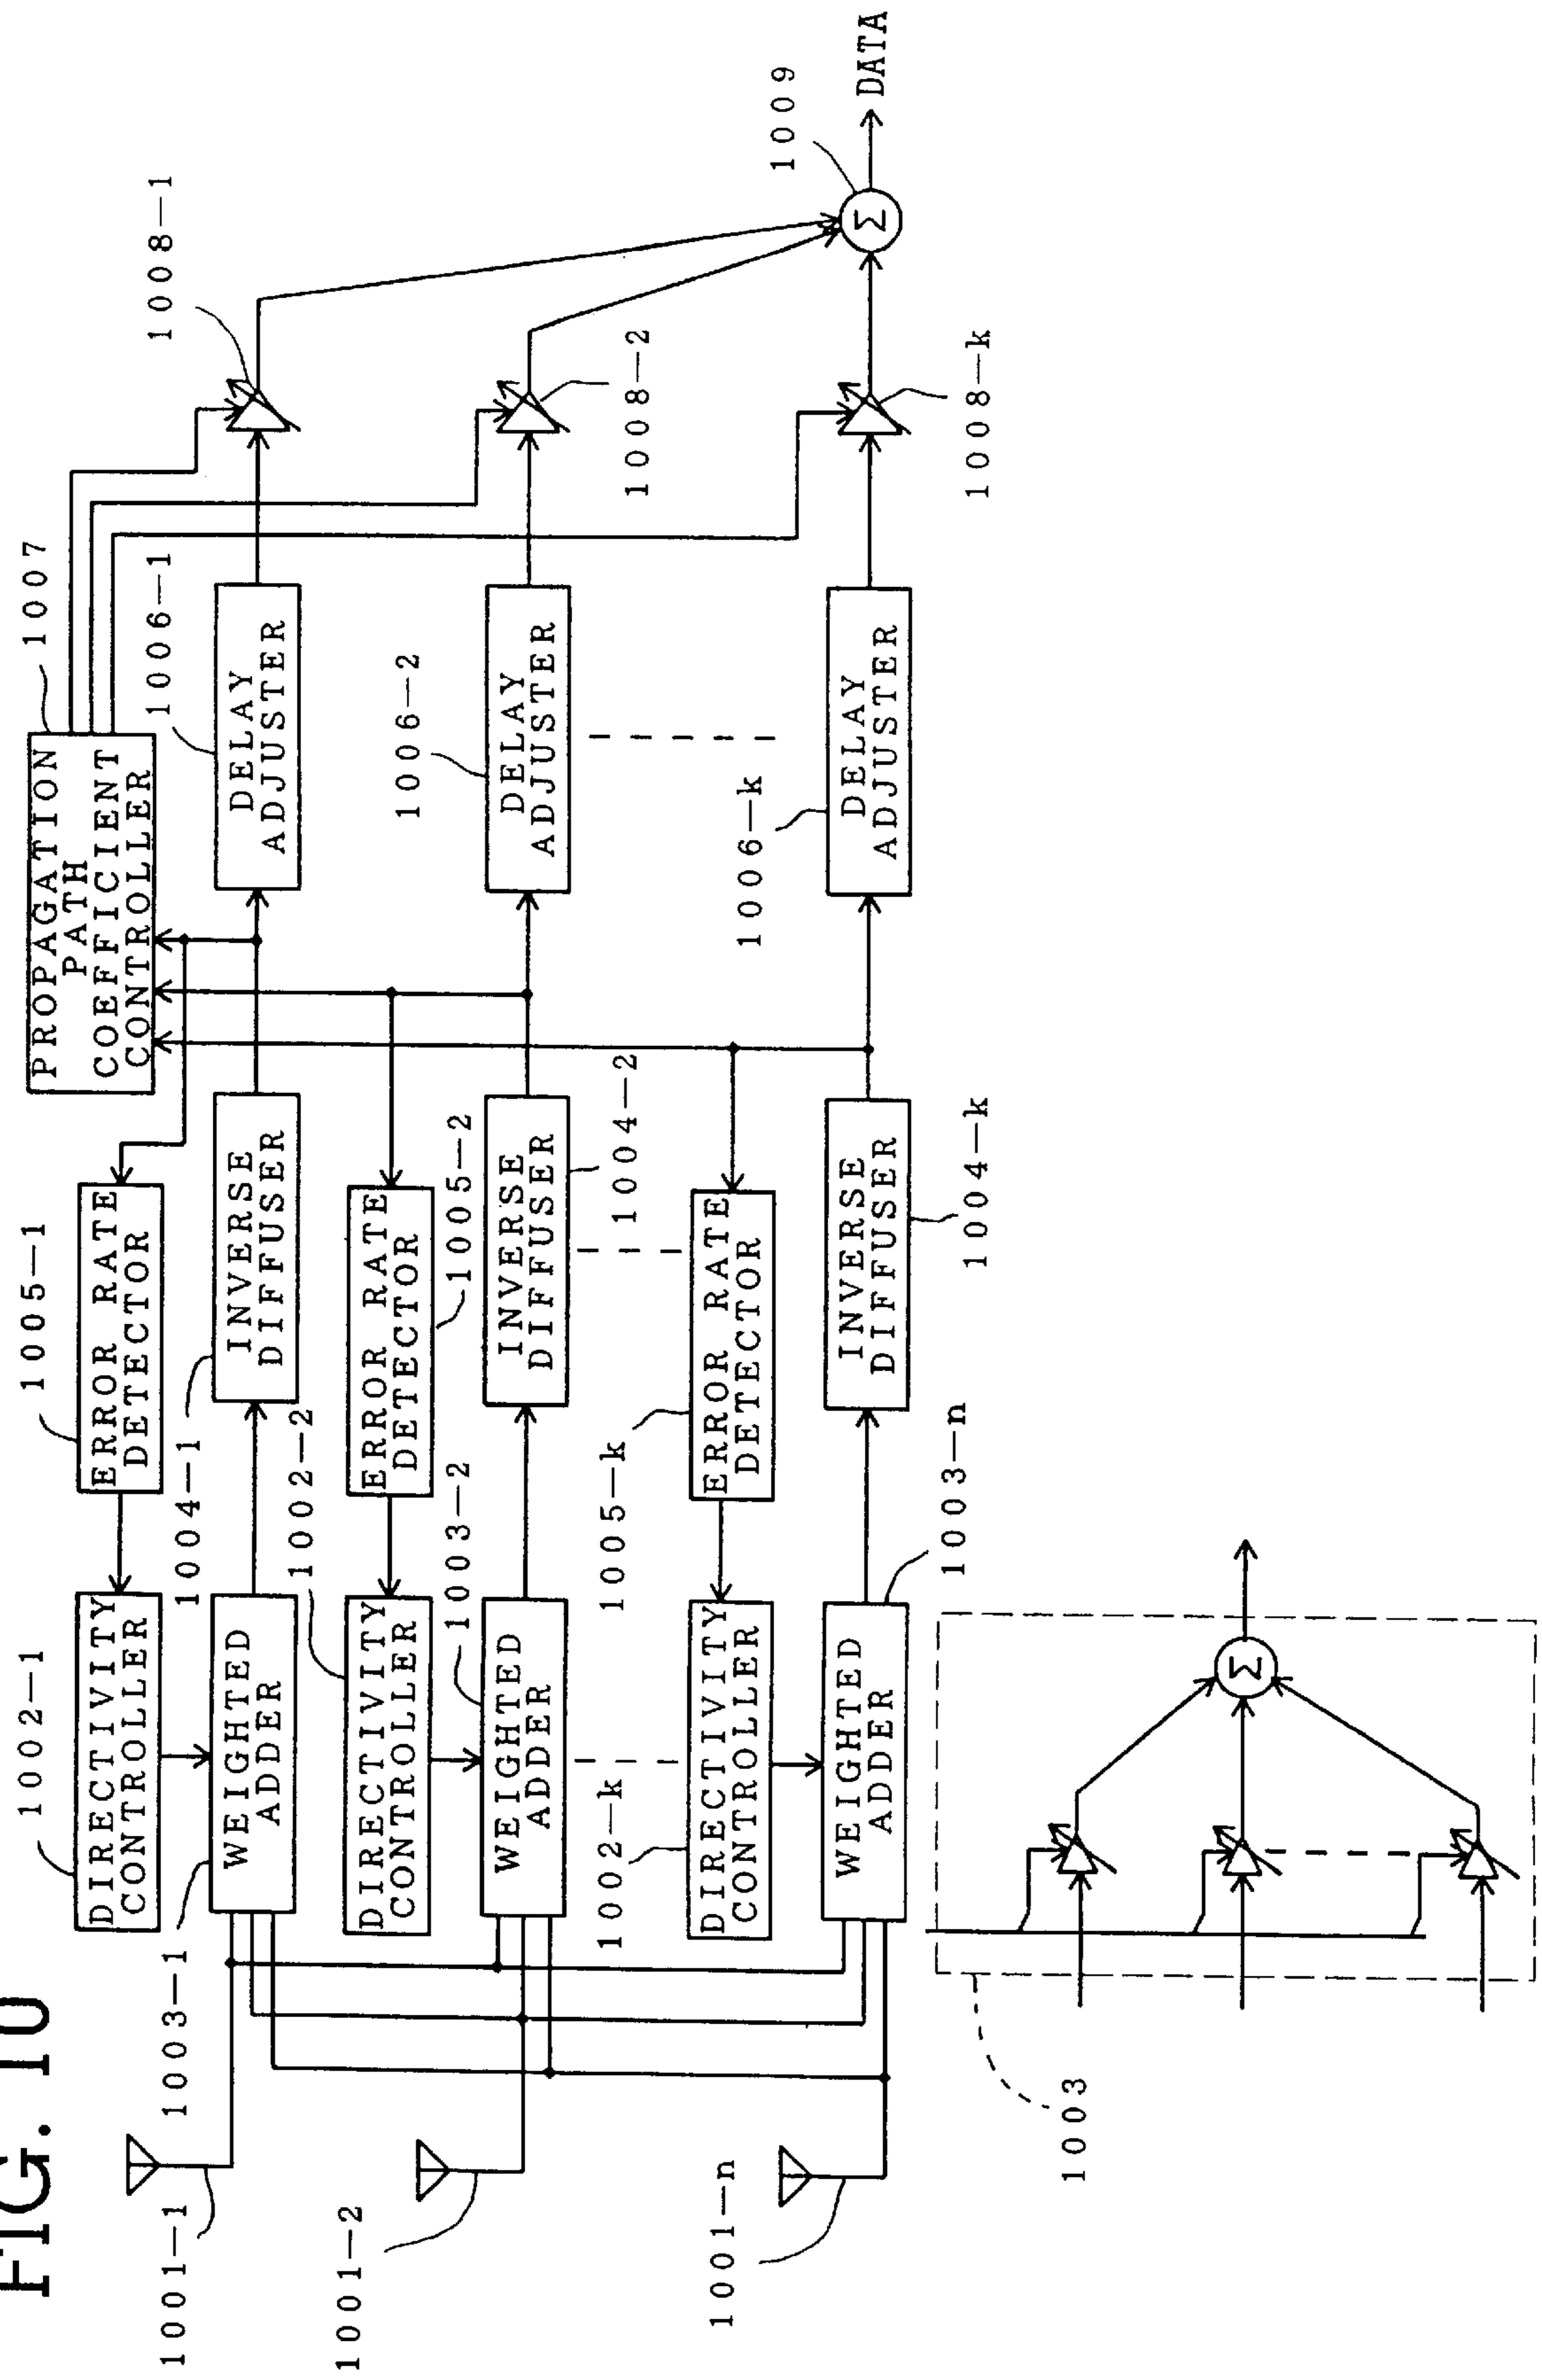 FIG. 10
1001-1
1001-2
1001-n
1002-1
DIRECTIVITY
CONTROLLER
1003-1
WEIGHTED
ADDER
1002-2
DIRECTIVITY
CONTROLLER
1003-2
WEIGHTED
ADDER
1002-k
DIRECTIVITY
CONTROLLER
1003-n
WEIGHTED
ADDER
1005-1
ERROR RATE
DETECTOR
1004-1
INVERSE
DIFFUSER
1005-2
ERROR RATE
DETECTOR
1004-2
INVERSE
DIFFUSER
1005-k
ERROR RATE
DETECTOR
1004-k
INVERSE
DIFFUSER
1007
PROPAGATION
PATH
COEFFICIENT
CONTROLLER
1006-1
DELAY
ADJUSTER
1006-2
DELAY
ADJUSTER
1006-k
DELAY
ADJUSTER
1008-1
1008-2
1008-k
1009
Σ
DATA
1003
Σ